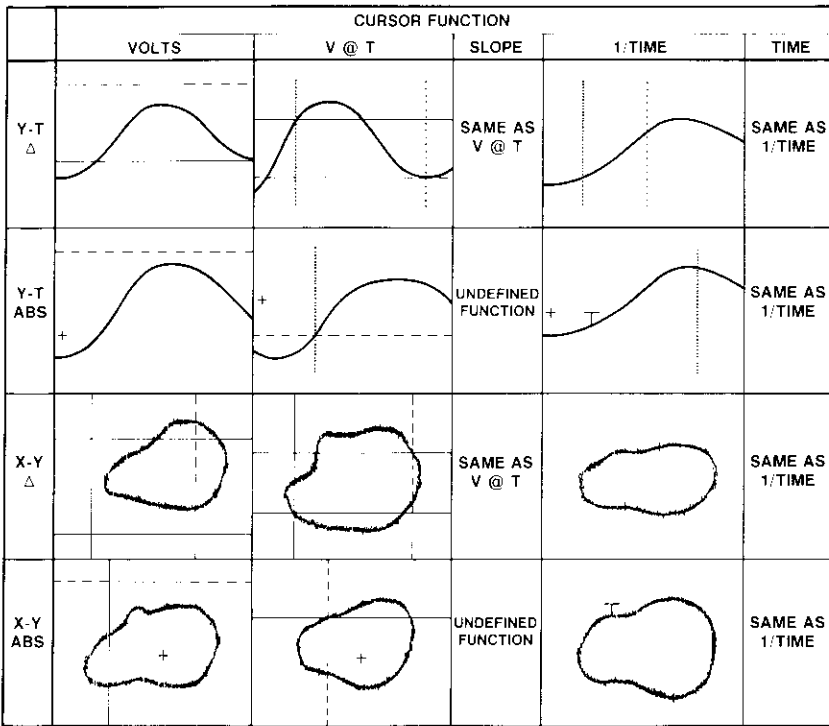 CURSOR FUNCTION
VOLTS V @ T SLOPE 1/TIME TIME
Y-T
Δ
SAME AS
V @ T
SAME AS
1/TIME
Y-T
ABS
UNDEFINED
FUNCTION
SAME AS
1/TIME
X-Y
Δ
SAME AS
V @ T
SAME AS
1/TIME
X-Y
ABS
UNDEFINED
FUNCTION
SAME AS
1/TIME